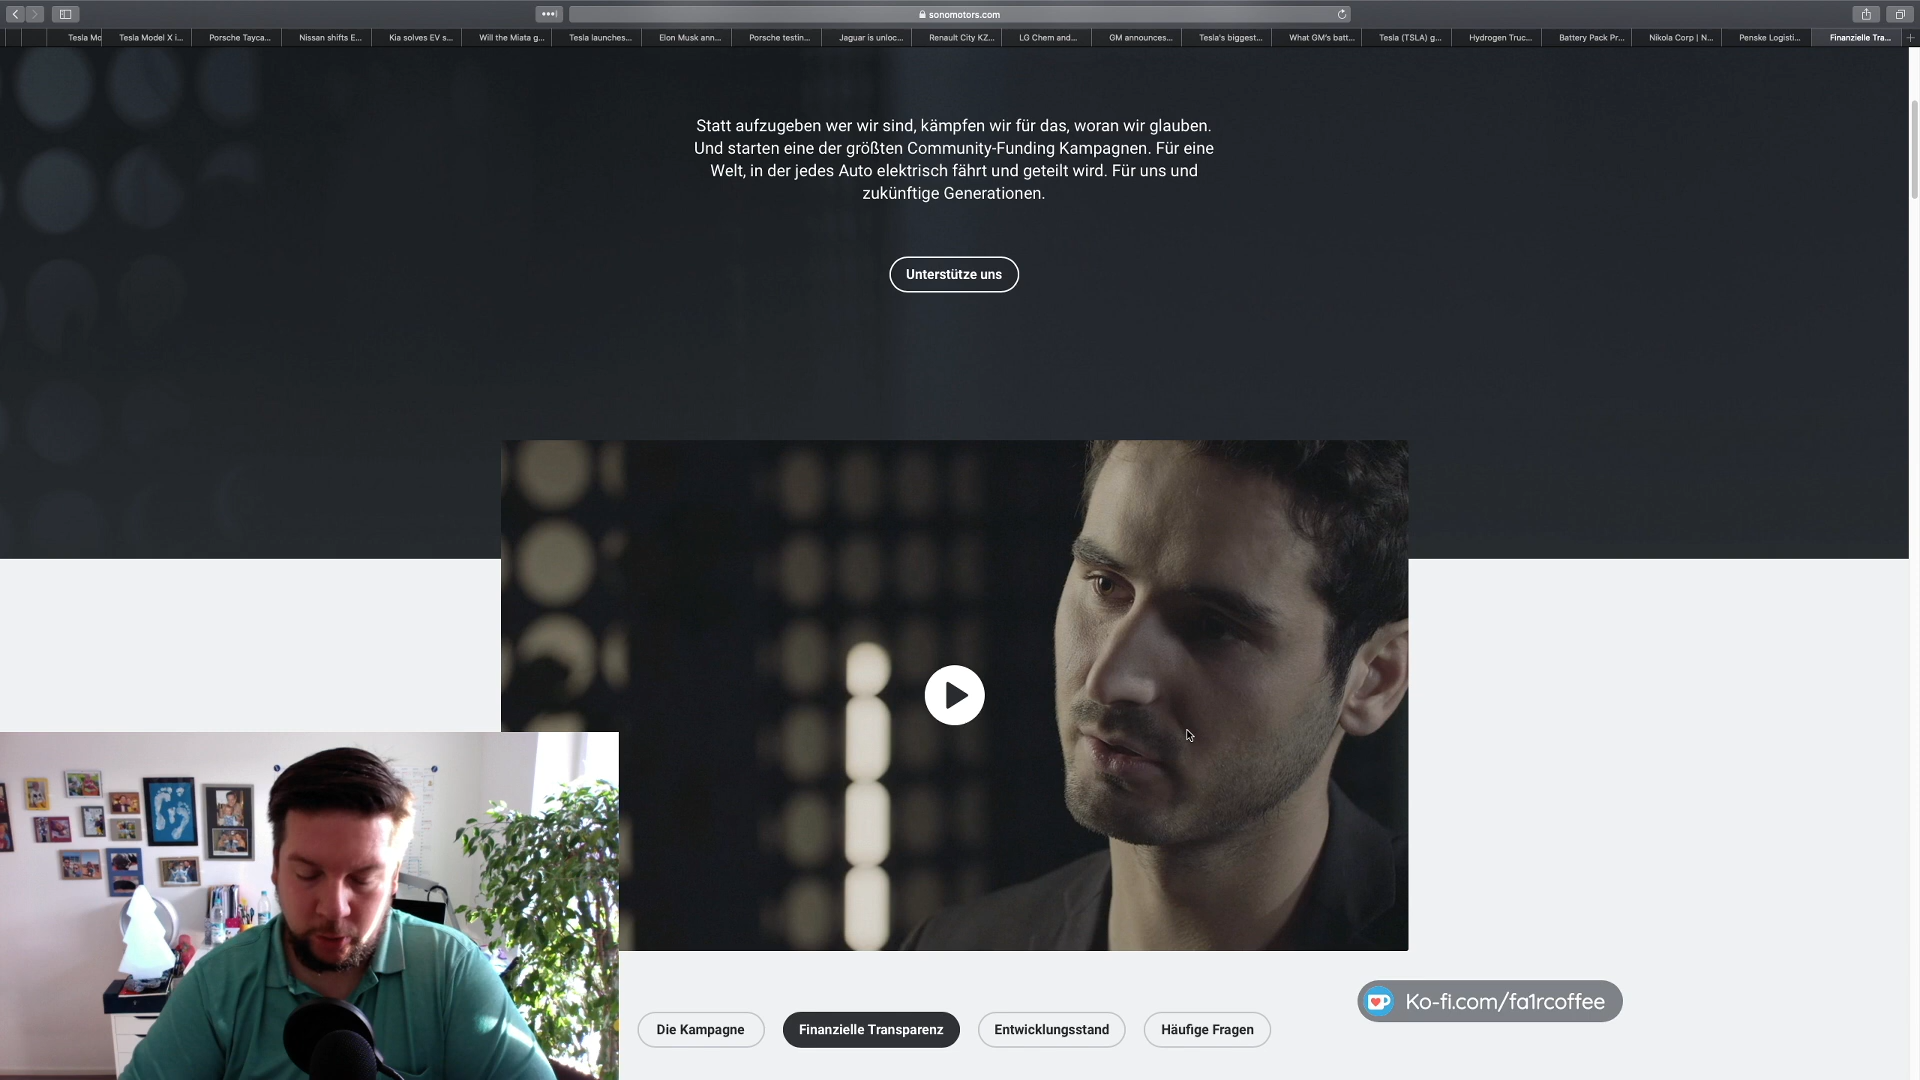 sonomotors.com
Tesla Mo
Tesla Model X i...
Porsche Tayca...
Nissan shifts E...
Kia solves EV s...
Will the Miata g...
Tesla launches...
Elon Musk ann...
Porsche testin...
Jaguar is unloc...
Renault City KZ...
LG Chem and...
GM announces...
Tesla's biggest...
What GM's batt...
Tesla (TSLA) g...
Hydrogen Truc...
Battery Pack Pr...
Nikola Corp | N...
Penske Logisti...
Finanzielle Tra...
Statt aufzugeben wer wir sind, kämpfen wir für das, woran wir glauben.
Und starten eine der größten Community-Funding Kampagnen. Für eine
Welt, in der jedes Auto elektrisch fährt und geteilt wird. Für uns und
zukünftige Generationen.
Unterstütze uns
Ko-fi.com/fa1rcoffee
Die Kampagne
Finanzielle Transparenz
Entwicklungsstand
Häufige Fragen